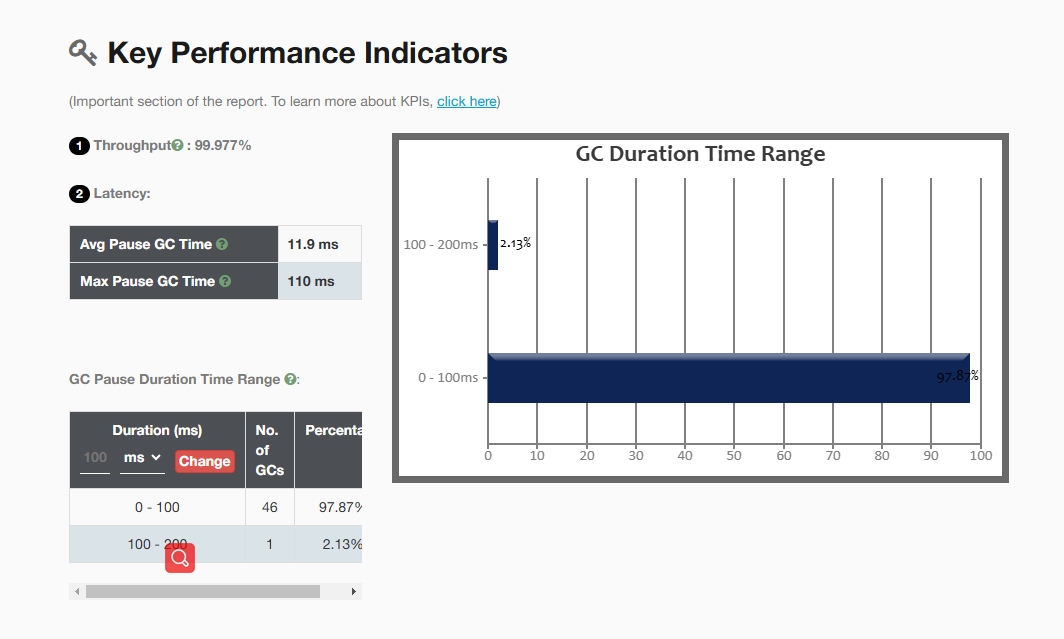 Key Performance Indicators
(Important section of the report. To learn more about KPIs, click here)
1 Throughput? : 99.977%
2 Latency:
Avg Pause GC Time ? 11.9 ms
Max Pause GC Time ? 110 ms
GC Pause Duration Time Range ?:
Duration (ms)
100 ms Change
No.
of
GCs
Percenta
0 - 100 46 97.87%
100 - 200 1 2.13%
GC Duration Time Range
100 - 200ms 2.13%
0 - 100ms 97.87%
0 10 20 30 40 50 60 70 80 90 100